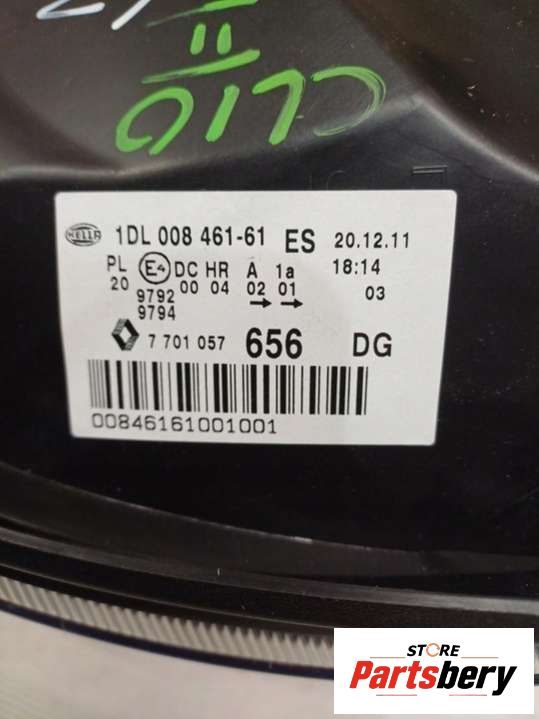 CLIO
II
HELLA 1DL 008 461-61 ES 20.12.11
PL E4 DC HR A 1a 18:14
20 9792 00 04 02 01 03
9794
7 701 057 656 DG
00846161001001
STORE
Partsbery